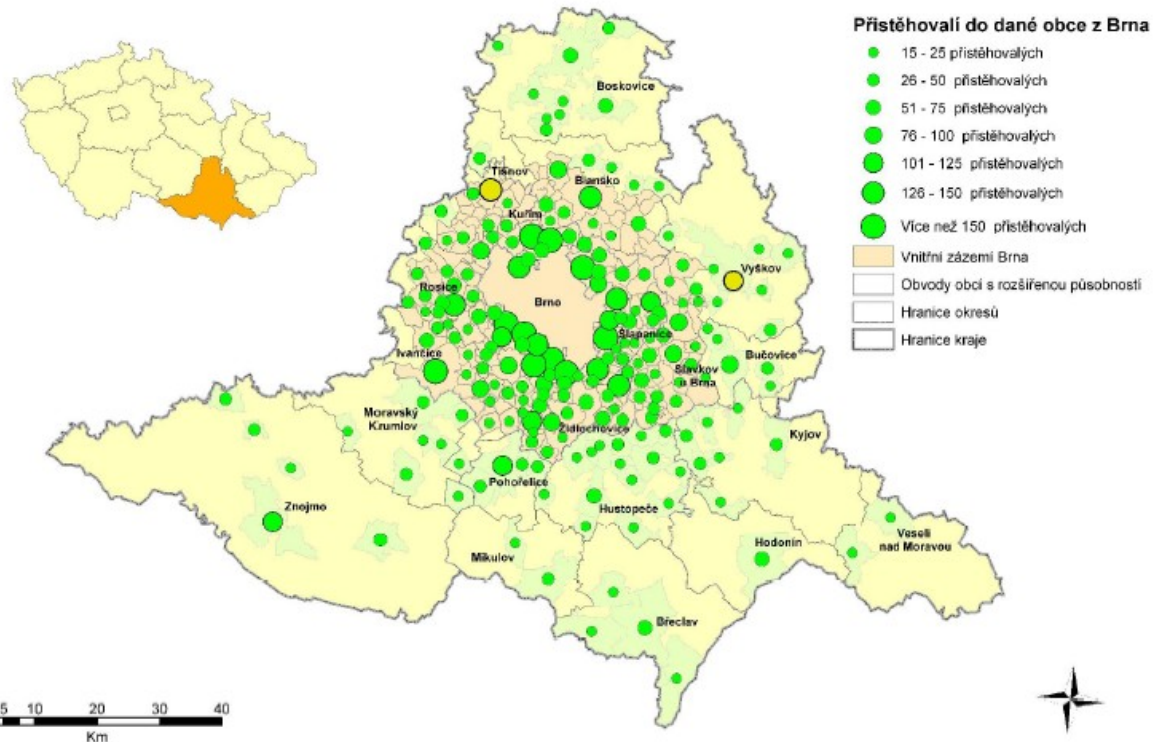 Přistěhovalí do dané obce z Brna
15 - 25 přistěhovalých
26 - 50 přistěhovalých
51 - 75 přistěhovalých
76 - 100 přistěhovalých
101 - 125 přistěhovalých
126 - 150 přistěhovalých
Více než 150 přistěhovalých
Vnitřní zázemí Brna
Obvody obcí s rozšířenou působností
Hranice okresů
Hranice kraje
Boskovice
Tišnov
Blansko
Kuřim
Vyškov
Rosice
Brno
Šlapanice
Ivančice
Bučovice
Slavkov
u Brna
Moravský
Krumlov
Židlochovice
Kyjov
Pohořelice
Znojmo
Hustopeče
Hodonín
Veselí
nad Moravou
Mikulov
Břeclav
5 10 20 30 40
Km